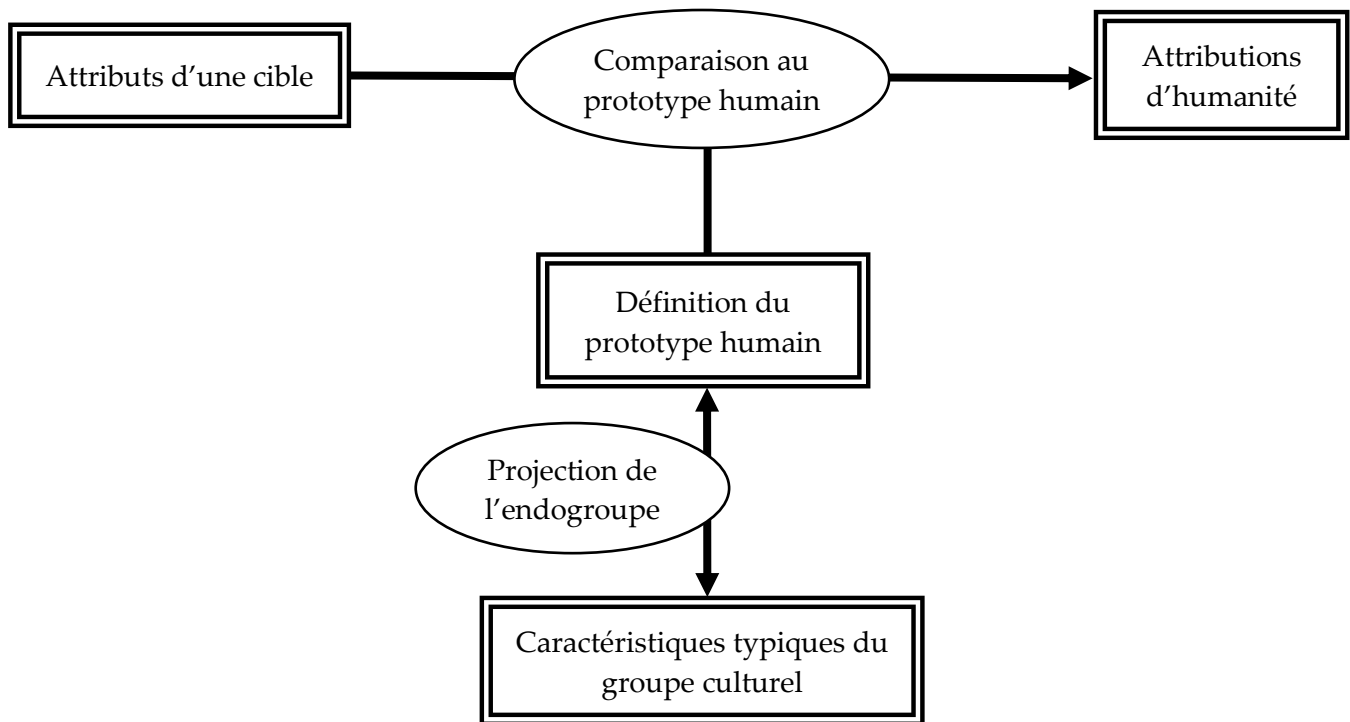 Attributs d’une cible
Comparaison au
prototype humain
Attributions
d’humanité
Définition du
prototype humain
Projection de
l’endogroupe
Caractéristiques typiques du
groupe culturel